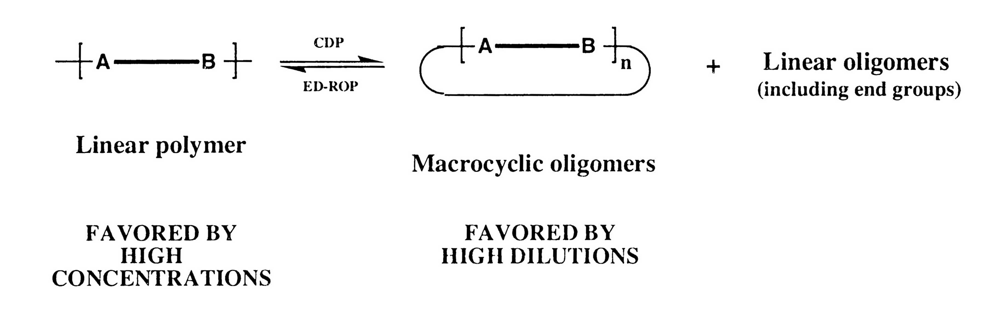 A B
CDP
ED-ROP
A B
n
+
Linear oligomers
(including end groups)
Linear polymer
Macrocyclic oligomers
FAVORED BY
HIGH
CONCENTRATIONS
FAVORED BY
HIGH DILUTIONS